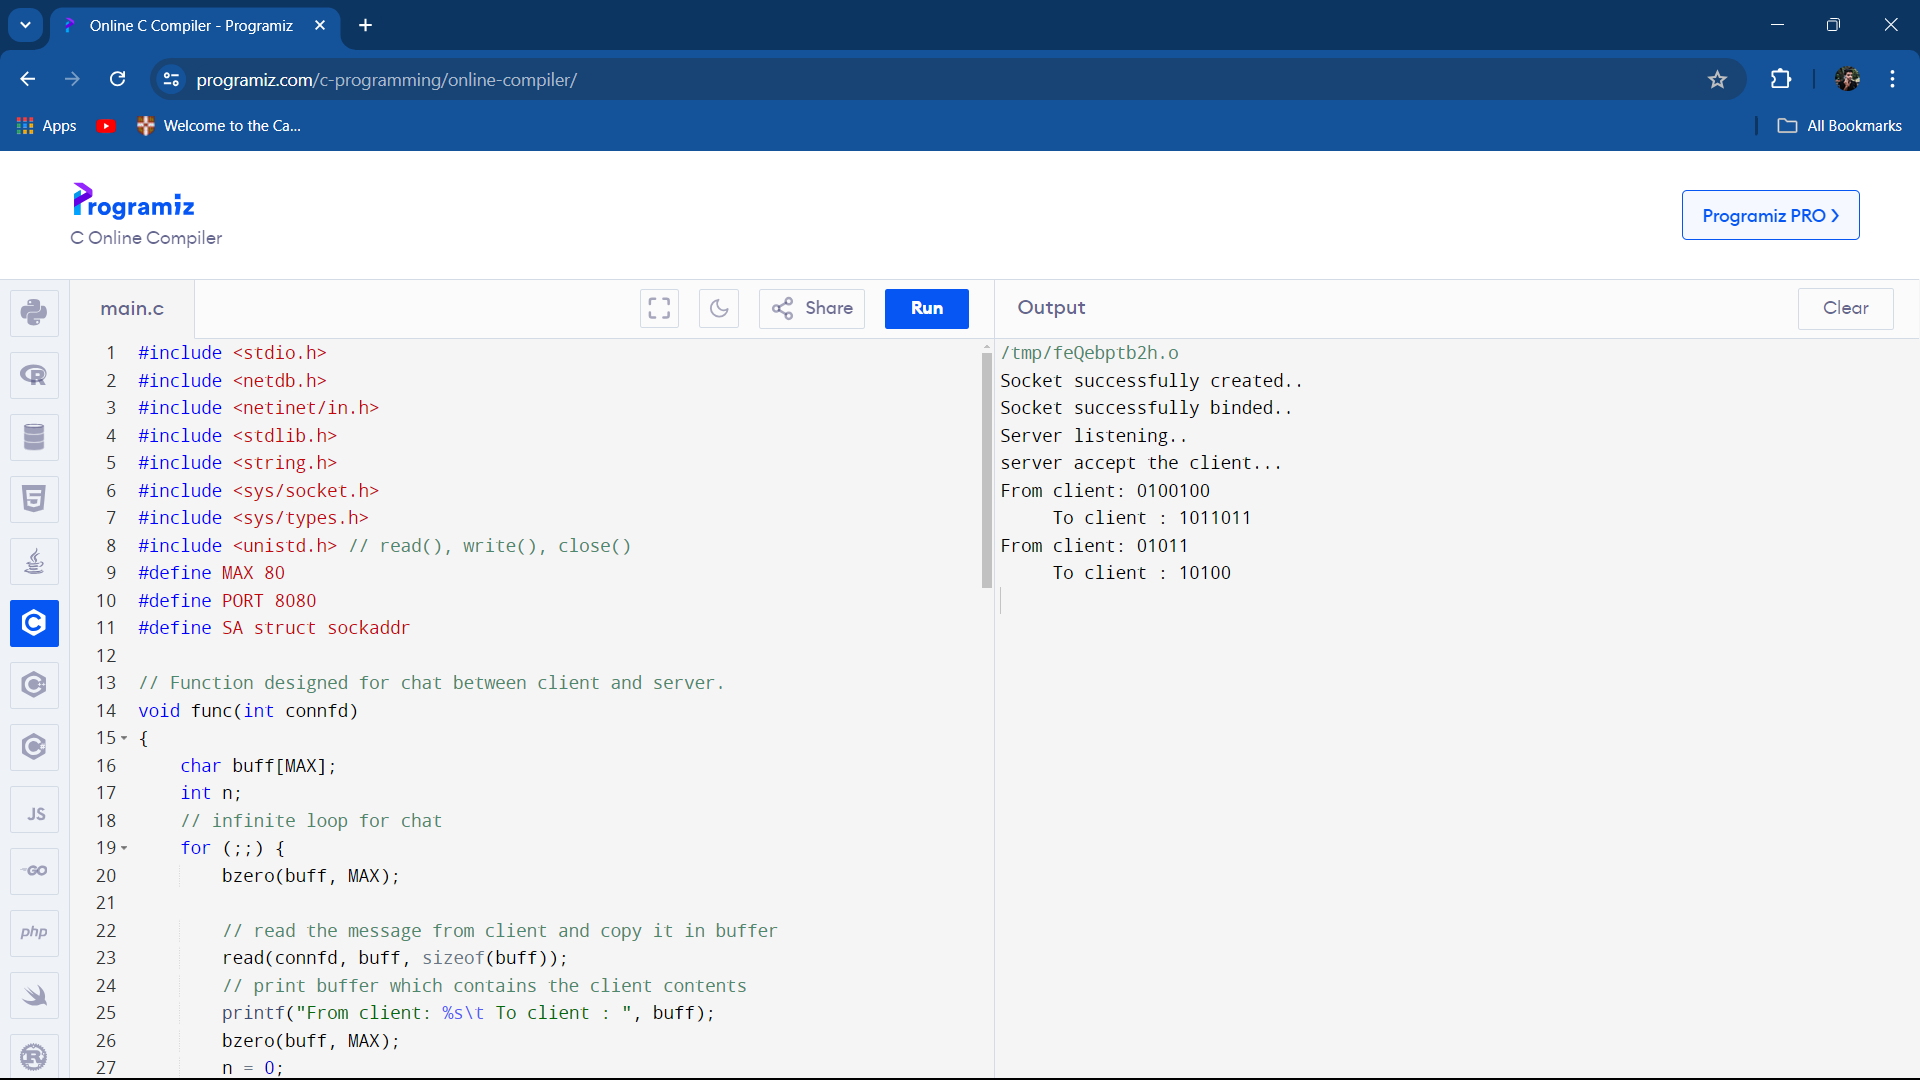 Online C Compiler - Programiz
programiz.com/c-programming/online-compiler/
Apps
Welcome to the Ca...
All Bookmarks
Programiz
C Online Compiler
Programiz PRO
main.c
Share
Run
Output
Clear
1 #include <stdio.h>
2 #include <netdb.h>
3 #include <netinet/in.h>
4 #include <stdlib.h>
5 #include <string.h>
6 #include <sys/socket.h>
7 #include <sys/types.h>
8 #include <unistd.h> // read(), write(), close()
9 #define MAX 80
10 #define PORT 8080
11 #define SA struct sockaddr
12
13 // Function designed for chat between client and server.
14 void func(int connfd)
15 {
16     char buff[MAX];
17     int n;
18     // infinite loop for chat
19     for (;;) {
20         bzero(buff, MAX);
21
22         // read the message from client and copy it in buffer
23         read(connfd, buff, sizeof(buff));
24         // print buffer which contains the client contents
25         printf("From client: %s\t To client : ", buff);
26         bzero(buff, MAX);
27         n = 0;
/tmp/feQebptb2h.o
Socket successfully created..
Socket successfully binded..
Server listening..
server accept the client...
From client: 0100100
     To client : 1011011
From client: 01011
     To client : 10100
R
5
C
C
C
JS
GO
php
R